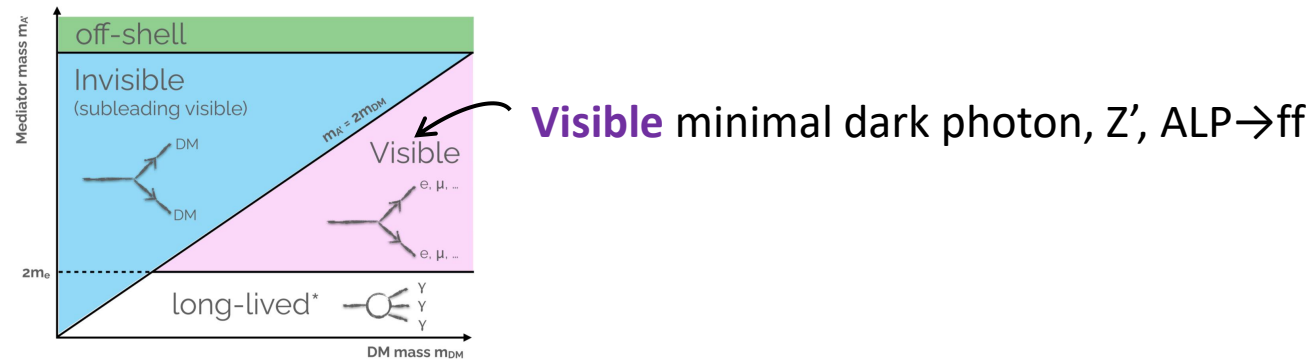 off-shell
Mediator mass mA'
Invisible
(subleading visible)
DM
DM
mA' = 2mDM
Visible
e, μ, ...
e, μ, ...
Visible minimal dark photon, Z’, ALP→ff
2me
long-lived*
γ
γ
γ
DM mass mDM